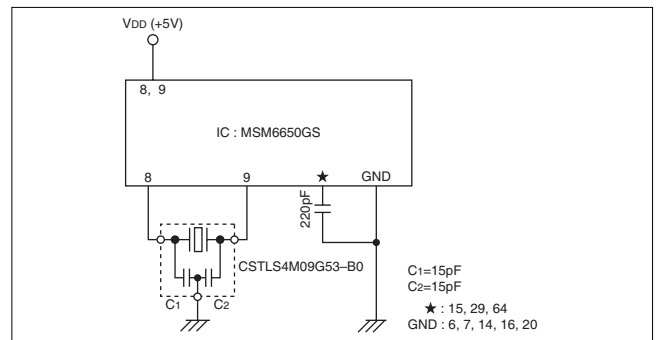 VDD (+5V)
8, 9
IC : MSM6650GS
8
9
★
GND
220pF
CSTLS4M09G53–B0
C1
C2
C1=15pF
C2=15pF
★ : 15, 29, 64
GND : 6, 7, 14, 16, 20